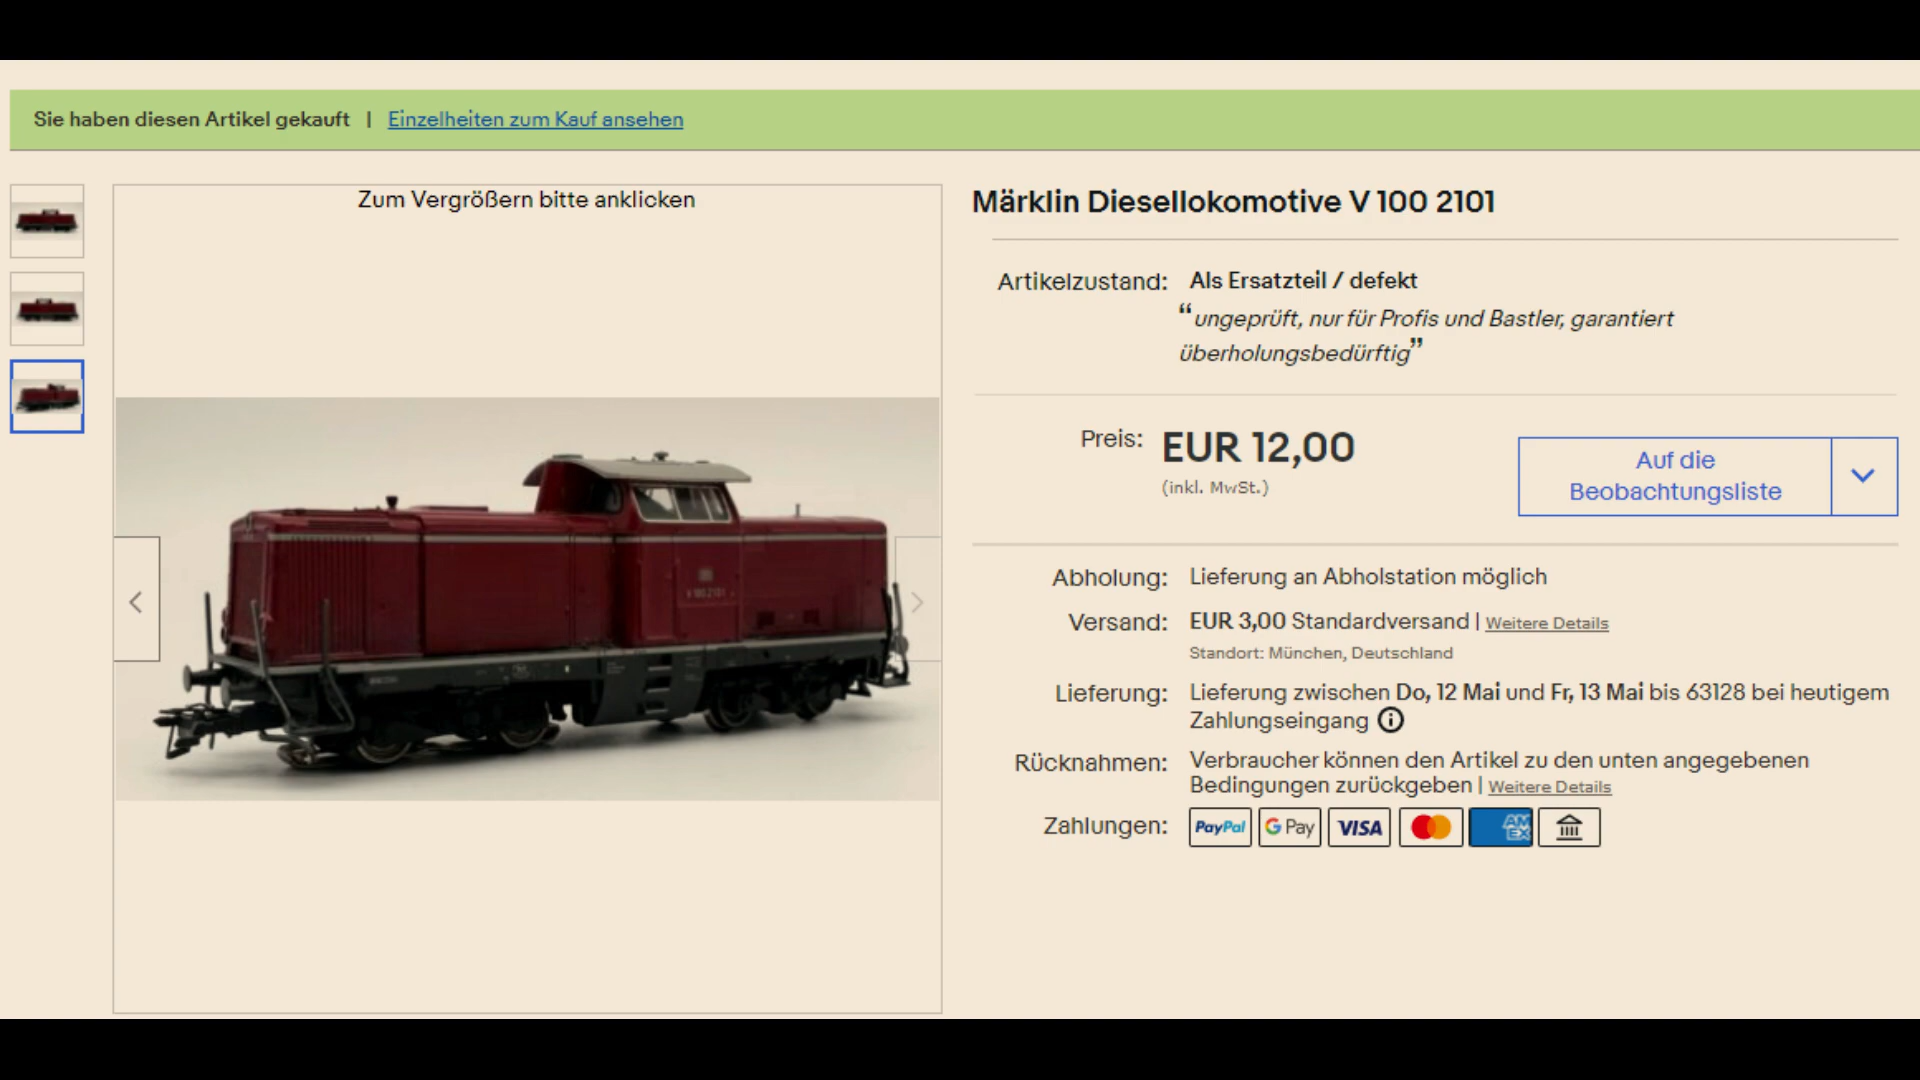 Sie haben diesen Artikel gekauft | Einzelheiten zum Kauf ansehen
Zum Vergrößern bitte anklicken
Märklin Diesellokomotive V 100 2101
Artikelzustand: Als Ersatzteil / defekt
“ungeprüft, nur für Profis und Bastler, garantiert
überholungsbedürftig”
Preis: EUR 12,00
(inkl. MwSt.)
Auf die
Beobachtungsliste
Abholung: Lieferung an Abholstation möglich
Versand: EUR 3,00 Standardversand | Weitere Details
Standort: München, Deutschland
Lieferung: Lieferung zwischen Do, 12 Mai und Fr, 13 Mai bis 63128 bei heutigem
Zahlungseingang
Rücknahmen: Verbraucher können den Artikel zu den unten angegebenen
Bedingungen zurückgeben | Weitere Details
Zahlungen: PayPal G Pay VISA AM
EX
V 100 2101